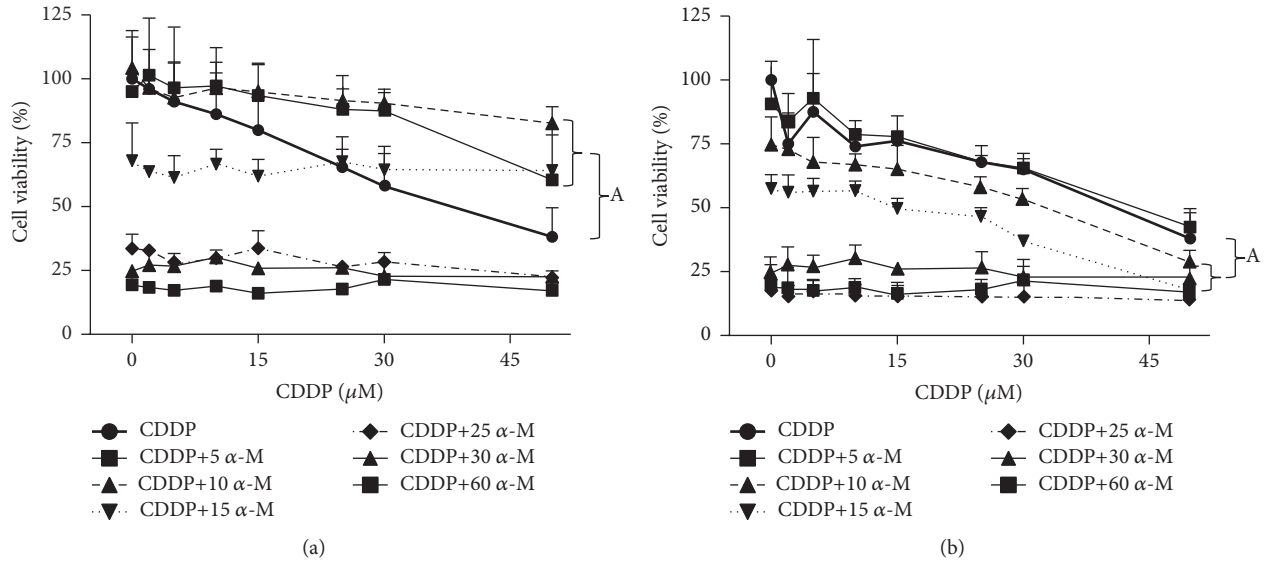 125
100
75
50
25
0
Cell viability (%)
0 15 30 45
CDDP (μM)
A
CDDP
CDDP+5 α-M
CDDP+10 α-M
CDDP+15 α-M
CDDP+25 α-M
CDDP+30 α-M
CDDP+60 α-M
(a)
125
100
75
50
25
0
Cell viability (%)
0 15 30 45
CDDP (μM)
A
CDDP
CDDP+5 α-M
CDDP+10 α-M
CDDP+15 α-M
CDDP+25 α-M
CDDP+30 α-M
CDDP+60 α-M
(b)